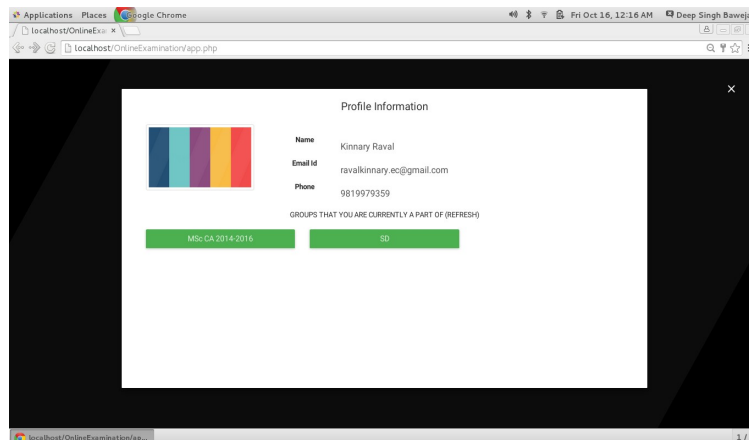 Applications Places Google Chrome Fri Oct 16, 12:16 AM Deep Singh Baweja
localhost/OnlineExa
localhost/OnlineExamination/app.php
Profile Information
Name Kinnary Raval
Email Id ravalkinnary.ec@gmail.com
Phone 9819979359
GROUPS THAT YOU ARE CURRENTLY A PART OF (REFRESH)
MSc CA 2014-2016 SD
localhost/OnlineExamination/ap... 1 /